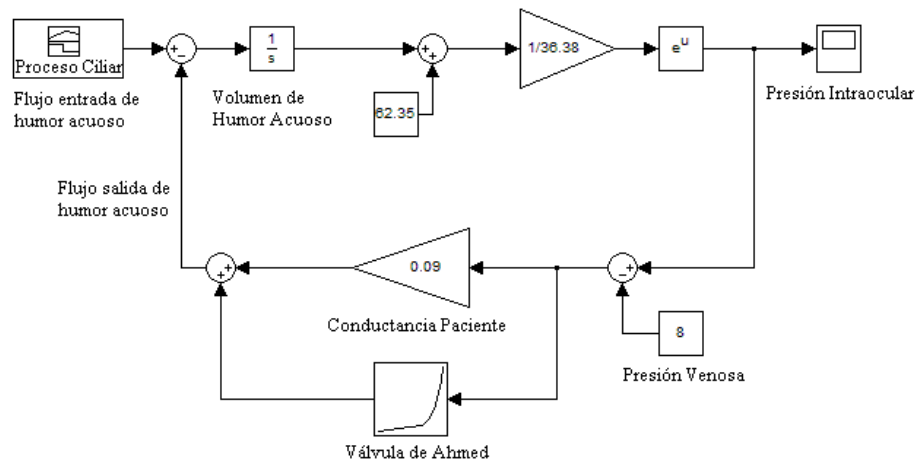 Proceso Ciliar
Flujo entrada de
humor acuoso
+
−
1
s
Volumen de
Humor Acuoso
+
+
62.35
1/36.38
eu
Presión Intraocular
Flujo salida de
humor acuoso
+
+
0.09
Conductancia Paciente
+
−
8
Presión Venosa
Válvula de Ahmed